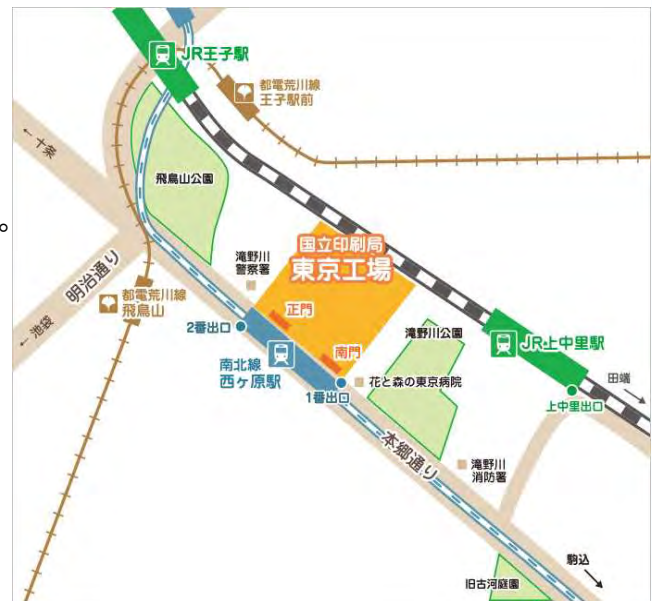 JR王子駅
都電荒川線
王子駅前
←十条
飛鳥山公園
。
国立印刷局
東京工場
滝野川
警察署
明治通り
都電荒川線
飛鳥山
正門
←池袋
2番出口
滝野川公園
JR上中里駅
南門
南北線
西ヶ原駅
花と森の東京病院
田端
1番出口
上中里出口
本郷通り
滝野川
消防署
駒込
旧古河庭園